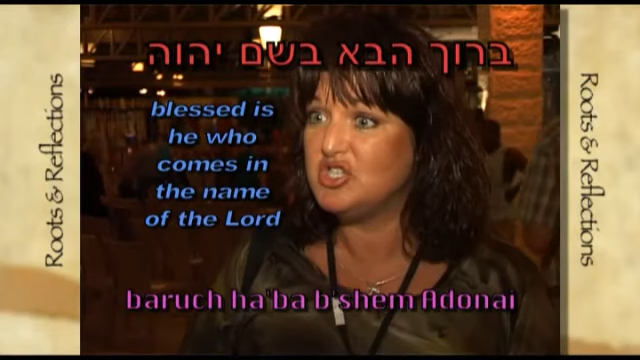 Roots & Reflections
ברוך הבא בשם יהוה
blessed is
he who
comes in
the name
of the Lord
baruch ha'ba b'shem Adonai
Roots & Reflections